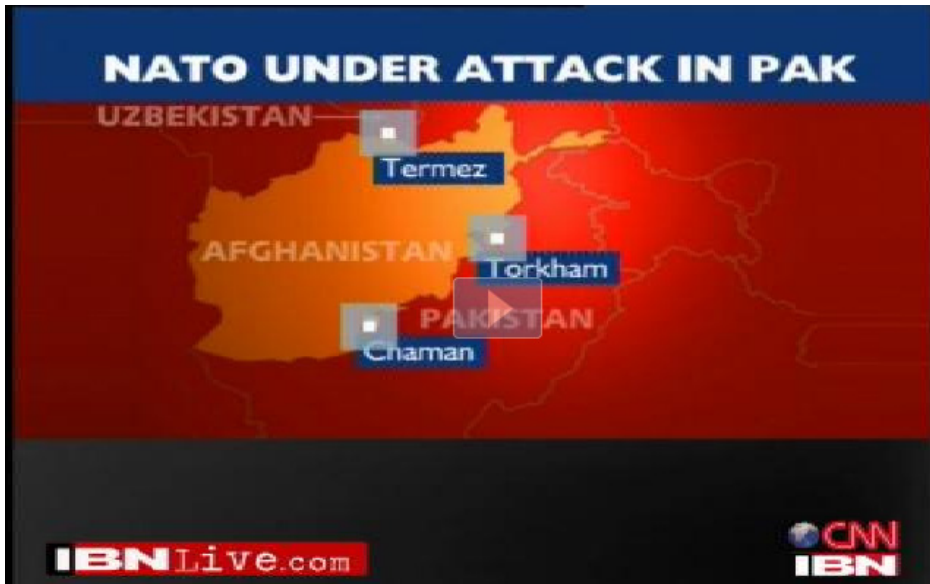 NATO UNDER ATTACK IN PAK
UZBEKISTAN
Termez
AFGHANISTAN
Torkham
PAKISTAN
Chaman
IBNLive.com
CNN
IBN